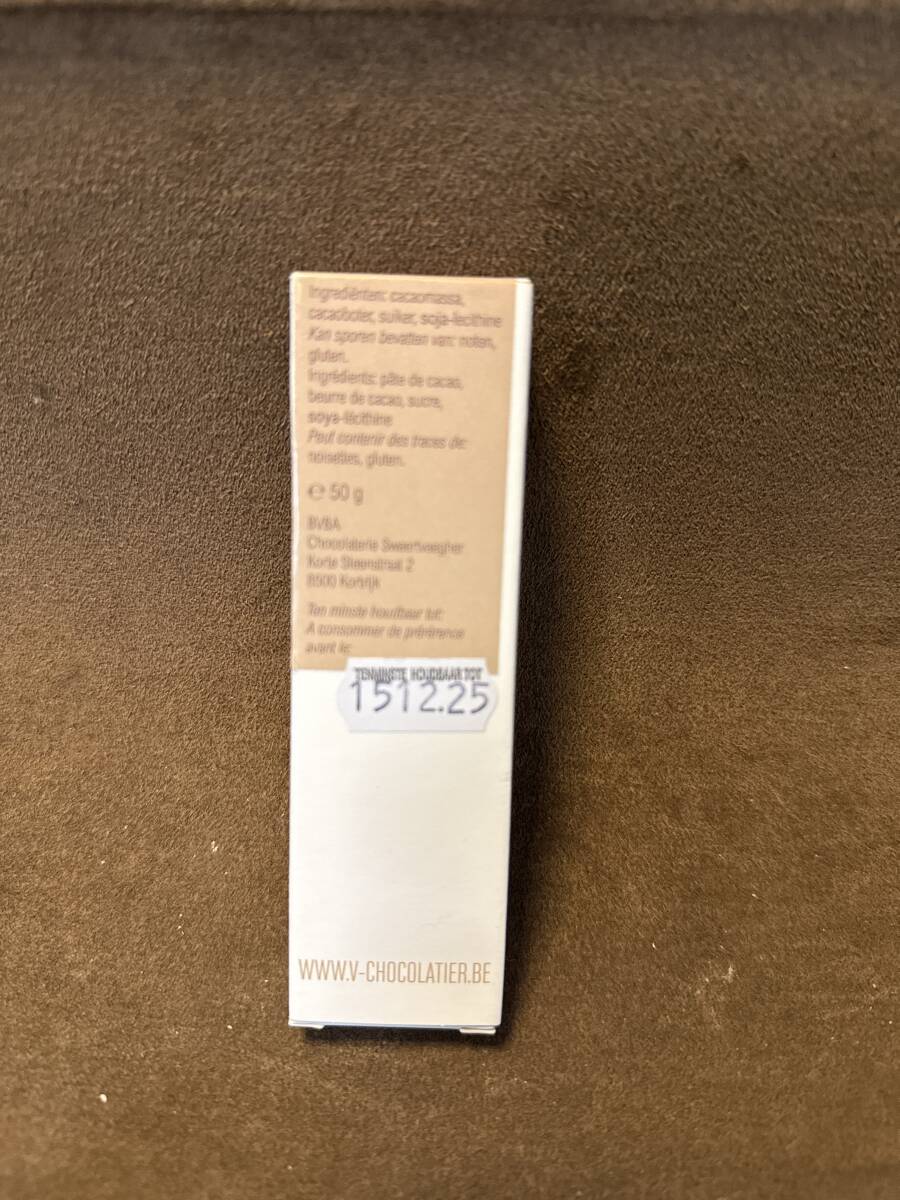 Ingrediënten: cacaomassa,
cacaoboter, suiker, soja-lecithine
Kan sporen bevatten van: noten,
gluten.
Ingrédients: pâte de cacao,
beurre de cacao, sucre,
soya-lécithine
Peut contenir des traces de:
noisettes, gluten.
℮ 50 g
BVBA
Chocolaterie Sweertvaegher
Korte Steenstraat 2
8500 Kortrijk
Ten minste houdbaar tot:
A consommer de préférence
avant le:
TENMINSTE HOUDBAAR TOT
1512.25
WWW.V-CHOCOLATIER.BE